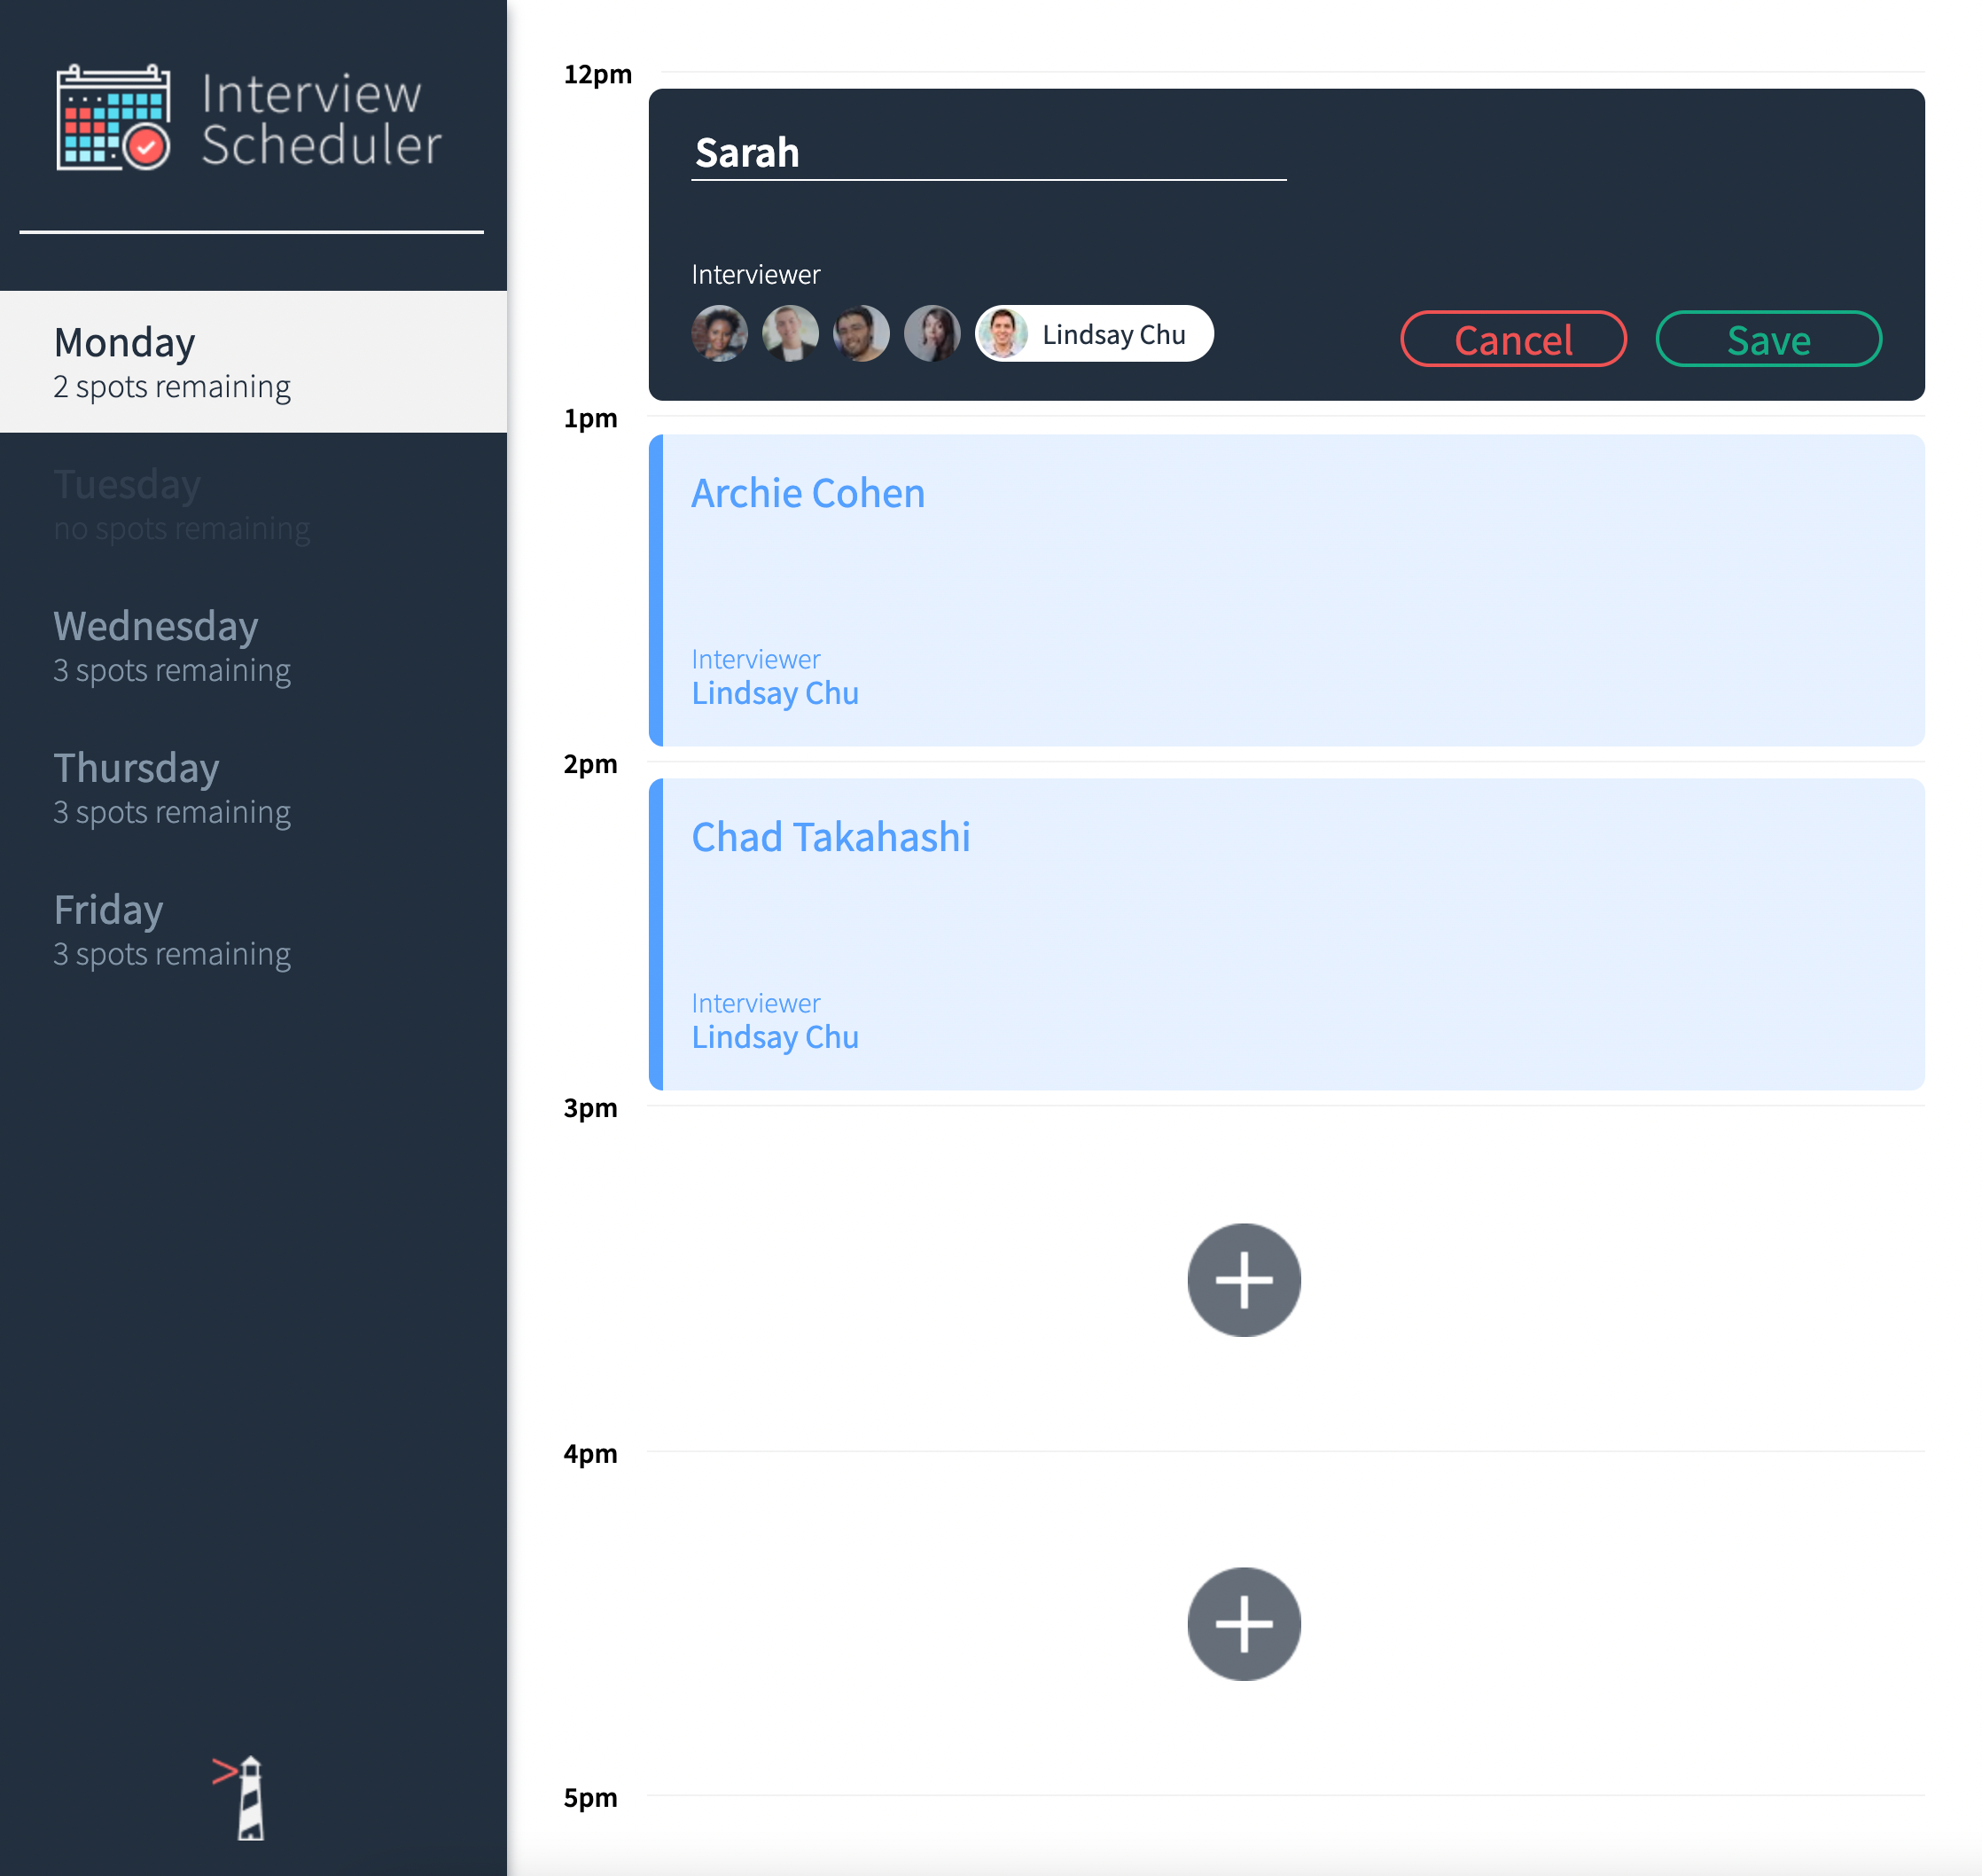 Interview
Scheduler
Monday
2 spots remaining
Tuesday
no spots remaining
Wednesday
3 spots remaining
Thursday
3 spots remaining
Friday
3 spots remaining
12pm
Sarah
Interviewer
Lindsay Chu
Cancel
Save
1pm
Archie Cohen
Interviewer
Lindsay Chu
2pm
Chad Takahashi
Interviewer
Lindsay Chu
3pm
4pm
5pm